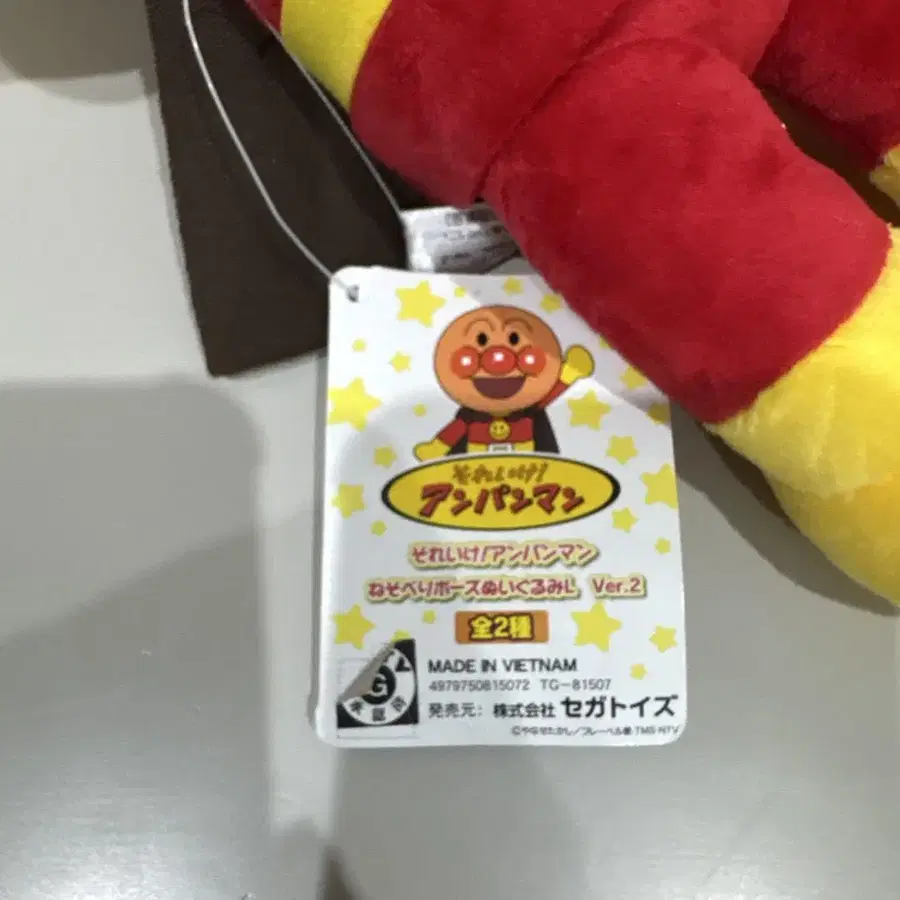 それいけ!
アンパンマン
それいけ!アンパンマン
ねそべりポーズぬいぐるみL Ver.2
全2種
MADE IN VIETNAM
4979750815072 TG-81507
発売元: 株式会社 セガトイズ
©やなせたかし/フレーベル館・TMS・NTV